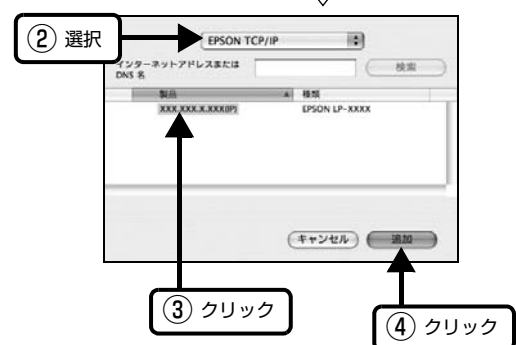 ② 選択
EPSON TCP/IP
インターネットアドレスまたは
DNS 名
検索
製品 種類
XXX.XXX.X.XXX(IP) EPSON LP-XXXX
キャンセル 追加
③ クリック
④ クリック